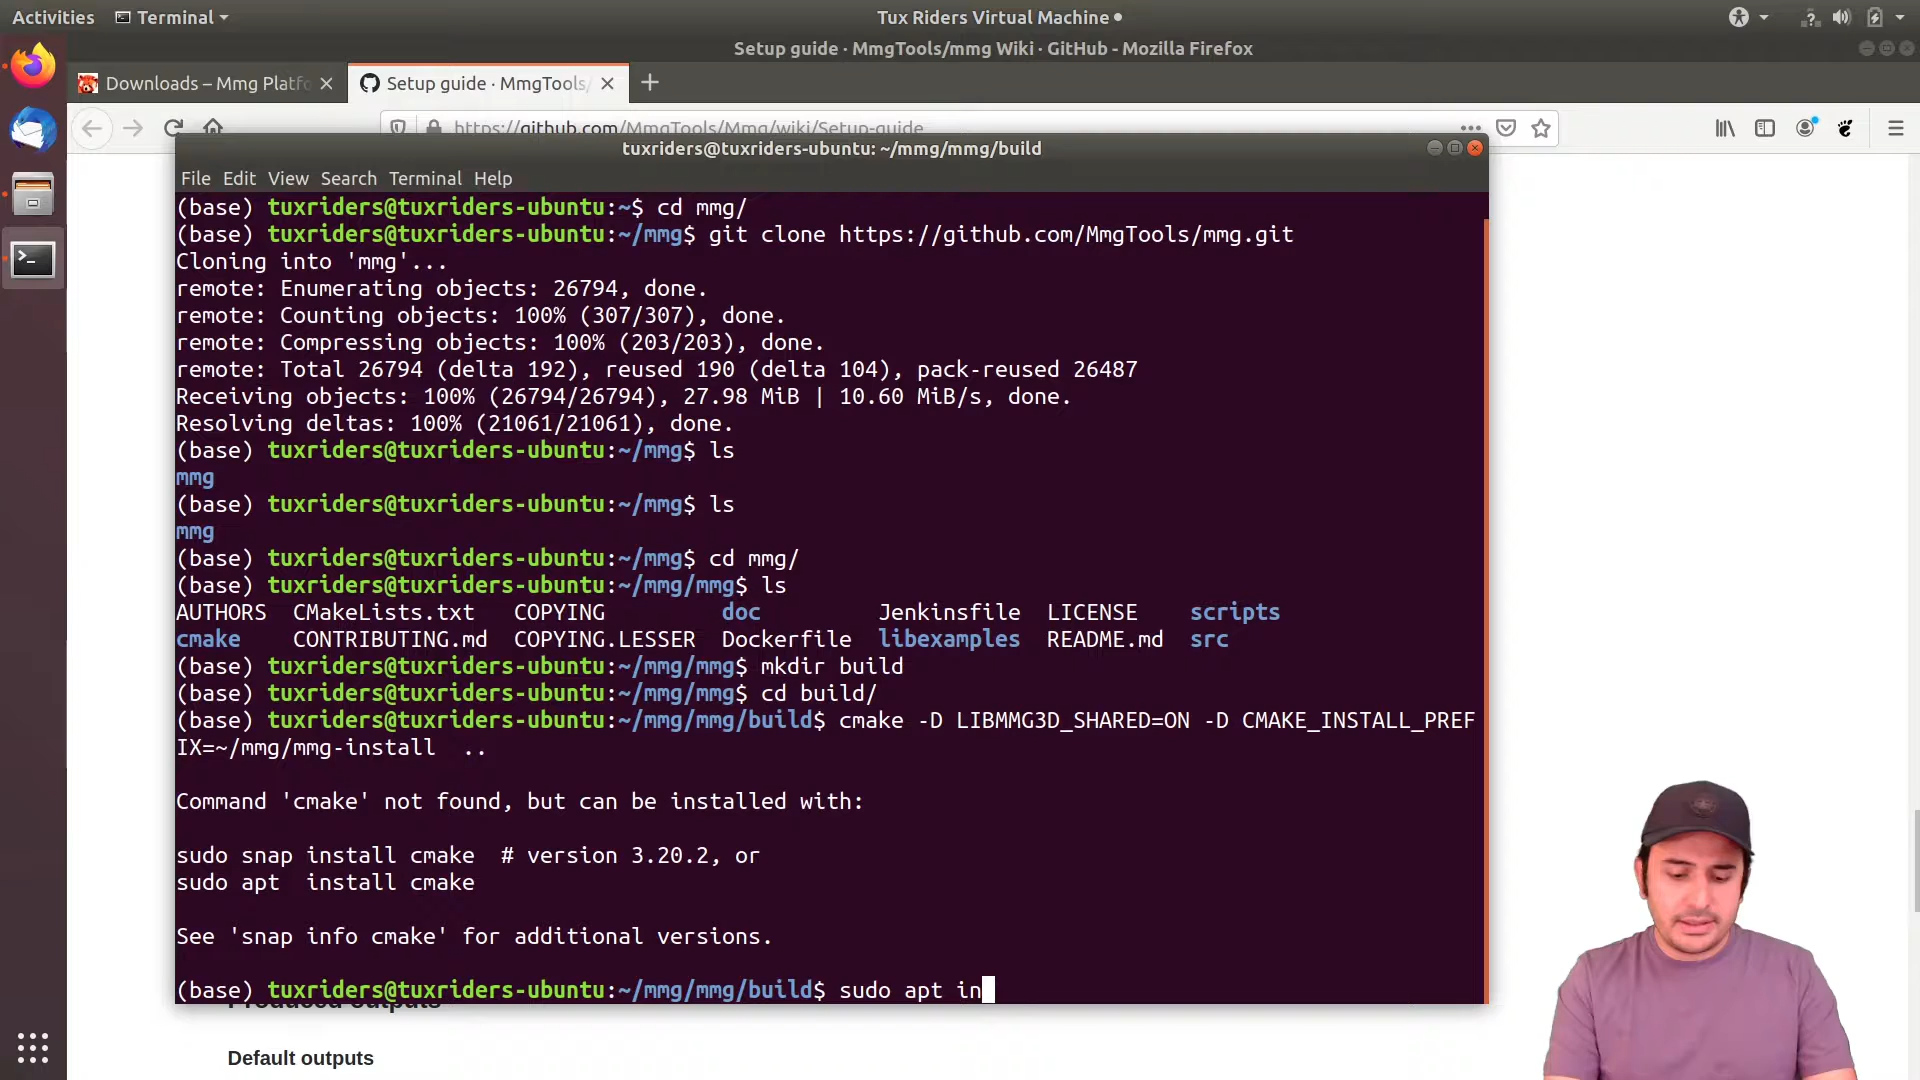 Activities Terminal Tux Riders Virtual Machine
Setup guide · MmgTools/mmg Wiki · GitHub - Mozilla Firefox
Downloads – Mmg Platfo Setup guide · MmgTools/
https://github.com/MmgTools/Mmg/wiki/Setup-guide
tuxriders@tuxriders-ubuntu: ~/mmg/mmg/build
File Edit View Search Terminal Help
(base) tuxriders@tuxriders-ubuntu:~$ cd mmg/
(base) tuxriders@tuxriders-ubuntu:~/mmg$ git clone https://github.com/MmgTools/mmg.git
Cloning into 'mmg'...
remote: Enumerating objects: 26794, done.
remote: Counting objects: 100% (307/307), done.
remote: Compressing objects: 100% (203/203), done.
remote: Total 26794 (delta 192), reused 190 (delta 104), pack-reused 26487
Receiving objects: 100% (26794/26794), 27.98 MiB | 10.60 MiB/s, done.
Resolving deltas: 100% (21061/21061), done.
(base) tuxriders@tuxriders-ubuntu:~/mmg$ ls
mmg
(base) tuxriders@tuxriders-ubuntu:~/mmg$ ls
mmg
(base) tuxriders@tuxriders-ubuntu:~/mmg$ cd mmg/
(base) tuxriders@tuxriders-ubuntu:~/mmg/mmg$ ls
AUTHORS CMakeLists.txt COPYING doc Jenkinsfile LICENSE scripts
cmake CONTRIBUTING.md COPYING.LESSER Dockerfile libexamples README.md src
(base) tuxriders@tuxriders-ubuntu:~/mmg/mmg$ mkdir build
(base) tuxriders@tuxriders-ubuntu:~/mmg/mmg$ cd build/
(base) tuxriders@tuxriders-ubuntu:~/mmg/mmg/build$ cmake -D LIBMMG3D_SHARED=ON -D CMAKE_INSTALL_PREF
IX=~/mmg/mmg-install ..
Command 'cmake' not found, but can be installed with:
sudo snap install cmake # version 3.20.2, or
sudo apt install cmake
See 'snap info cmake' for additional versions.
(base) tuxriders@tuxriders-ubuntu:~/mmg/mmg/build$ sudo apt in
Produced outputs
Default outputs